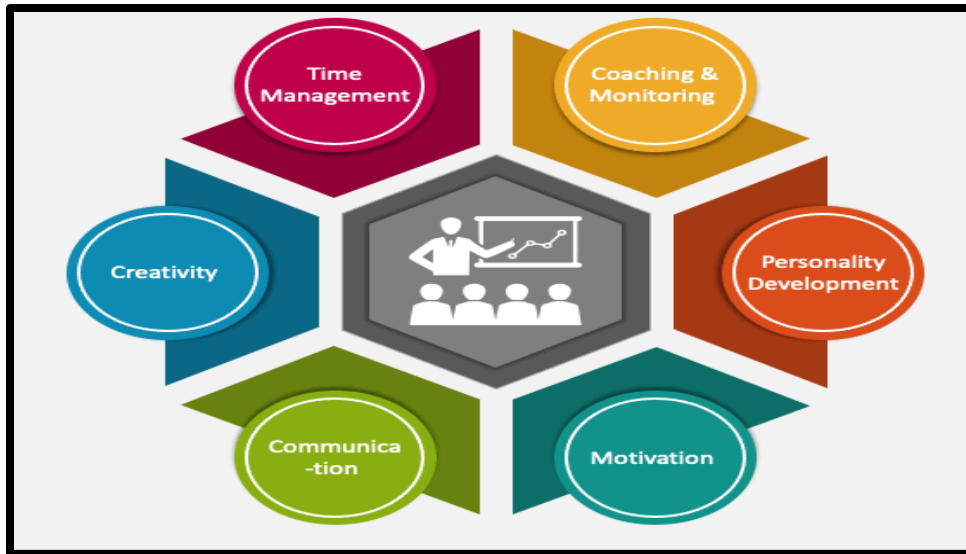 Time
Management
Coaching &
Monitoring
Creativity
Personality
Development
Communica
-tion
Motivation